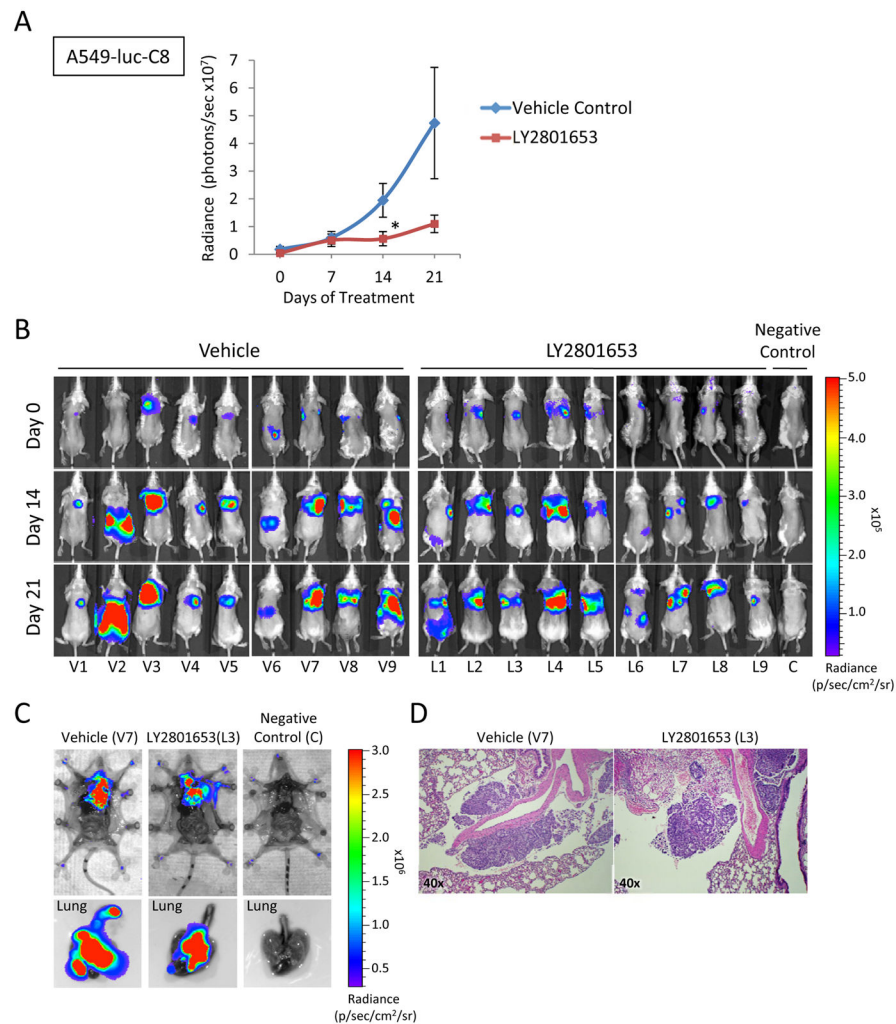 A
A549-luc-C8
7
6
5
4
3
2
1
0
Radiance (photons/sec x10⁷)
0 7 14 21
Days of Treatment
*
Vehicle Control
LY2801653
B
Vehicle
LY2801653
Negative
Control
Day 0
Day 14
Day 21
V1 V2 V3 V4 V5 V6 V7 V8 V9 L1 L2 L3 L4 L5 L6 L7 L8 L9 C
5.0
4.0
3.0
2.0
1.0
x10⁵
Radiance
(p/sec/cm²/sr)
C
Vehicle (V7)
LY2801653(L3)
Negative
Control (C)
Lung
Lung
Lung
3.0
2.5
2.0
1.5
1.0
0.5
x10⁶
Radiance
(p/sec/cm²/sr)
D
Vehicle (V7)
LY2801653 (L3)
40x
40x